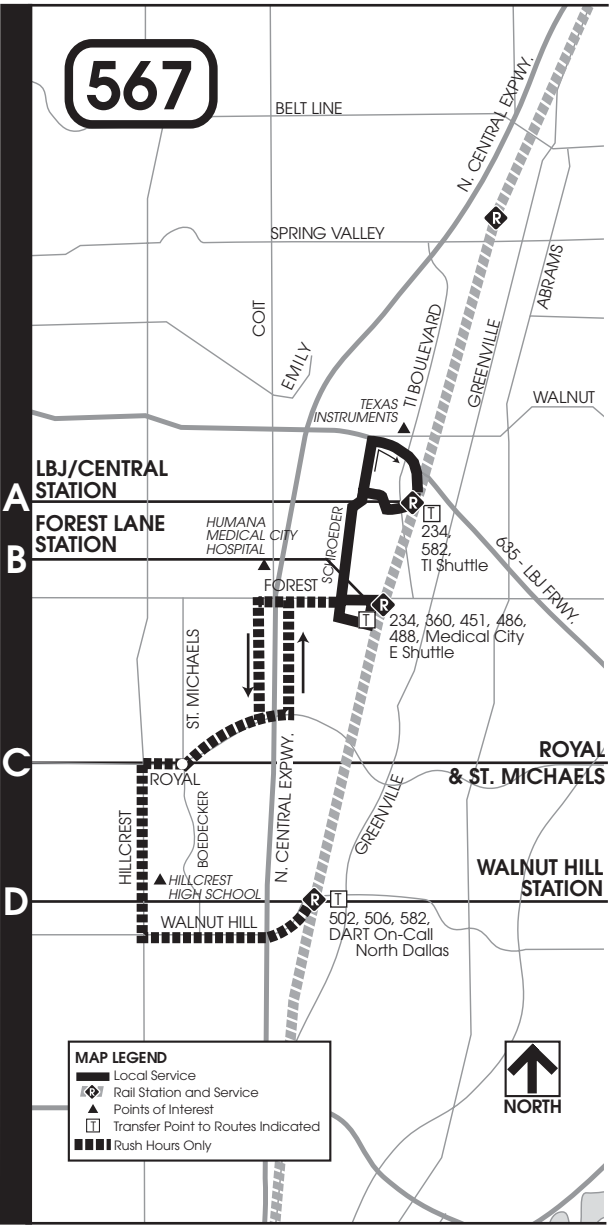 567
BELT LINE
N. CENTRAL EXPWY.
R
SPRING VALLEY
ABRAMS
COIT
EMILY
TI BOULEVARD
GREENVILLE
WALNUT
TEXAS
INSTRUMENTS
A
LBJ/CENTRAL
STATION
R
T
234,
582,
TI Shuttle
B
FOREST LANE
STATION
HUMANA
MEDICAL CITY
HOSPITAL
SCHROEDER
635 - LBJ FRWY.
FOREST
R
T
234, 360, 451, 486,
488, Medical City
E Shuttle
ST. MICHAELS
C
ROYAL
& ST. MICHAELS
ROYAL
N. CENTRAL EXPWY.
HILLCREST
BOEDECKER
GREENVILLE
HILLCREST
HIGH SCHOOL
D
WALNUT HILL
STATION
R
T
WALNUT HILL
502, 506, 582,
DART On-Call
North Dallas
MAP LEGEND
Local Service
R Rail Station and Service
Points of Interest
T Transfer Point to Routes Indicated
Rush Hours Only
NORTH